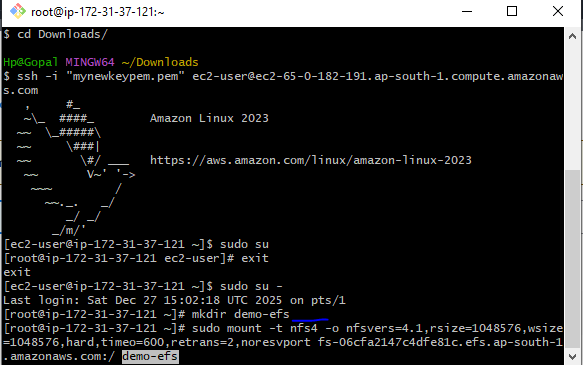 root@ip-172-31-37-121:~
$ cd Downloads/
Hp@Gopal MINGW64 ~/Downloads
$ ssh -i "mynewkeypem.pem" ec2-user@ec2-65-0-182-191.ap-south-1.compute.amazonaw
s.com
   ,     #_
   ~\_  ####_        Amazon Linux 2023
  ~~  \_#####\
  ~~     \###|
  ~~       \#/ ___   https://aws.amazon.com/linux/amazon-linux-2023
   ~~       V~' '->
    ~~~         /
      ~~._.   _/
         _/ _/
       _/m/'
[ec2-user@ip-172-31-37-121 ~]$ sudo su
[root@ip-172-31-37-121 ec2-user]# exit
exit
[ec2-user@ip-172-31-37-121 ~]$ sudo su -
Last login: Sat Dec 27 15:02:18 UTC 2025 on pts/1
[root@ip-172-31-37-121 ~]# mkdir demo-efs
[root@ip-172-31-37-121 ~]# sudo mount -t nfs4 -o nfsvers=4.1,rsize=1048576,wsize
=1048576,hard,timeo=600,retrans=2,noresvport fs-06cfa2147c4dfe81c.efs.ap-south-1
.amazonaws.com:/ demo-efs